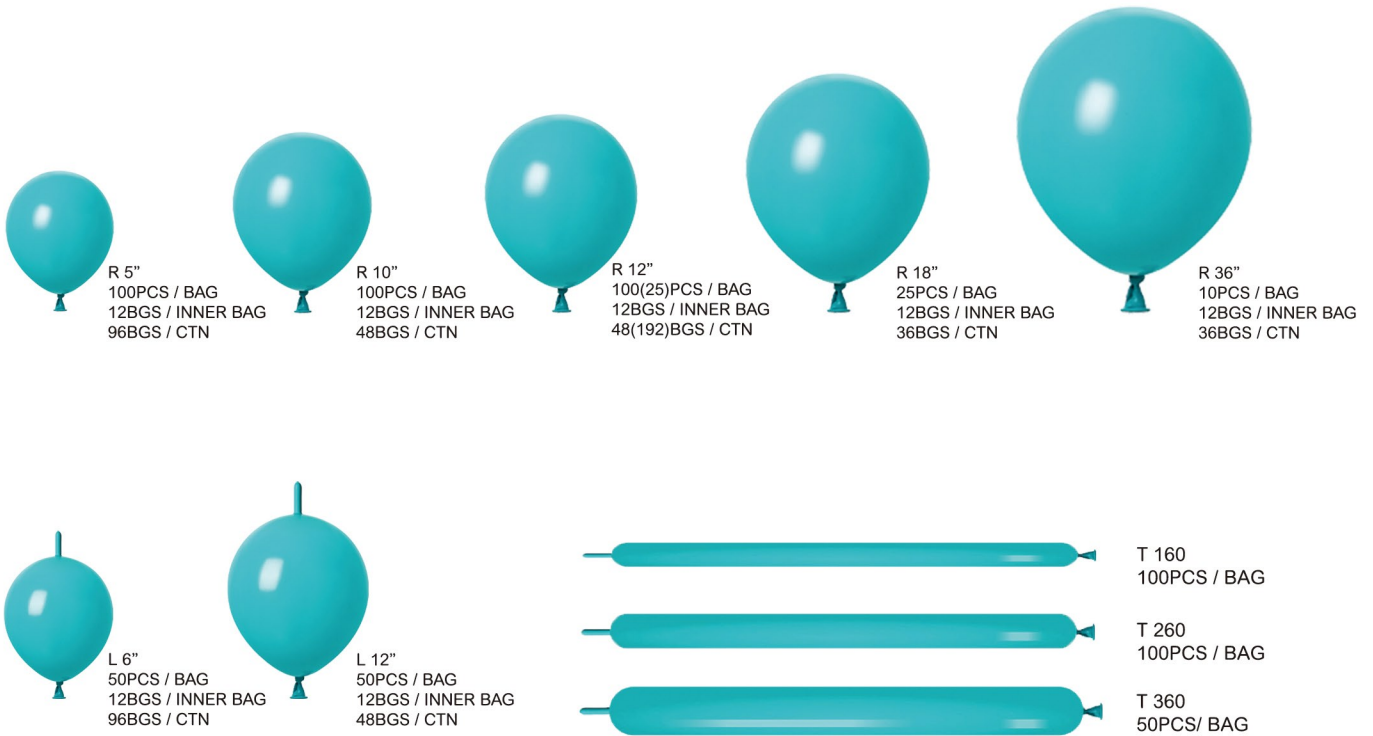 R 5”
100PCS / BAG
12BGS / INNER BAG
96BGS / CTN
R 10”
100PCS / BAG
12BGS / INNER BAG
48BGS / CTN
R 12”
100(25)PCS / BAG
12BGS / INNER BAG
48(192)BGS / CTN
R 18”
25PCS / BAG
12BGS / INNER BAG
36BGS / CTN
R 36”
10PCS / BAG
12BGS / INNER BAG
36BGS / CTN
L 6”
50PCS / BAG
12BGS / INNER BAG
96BGS / CTN
L 12”
50PCS / BAG
12BGS / INNER BAG
48BGS / CTN
T 160
100PCS / BAG
T 260
100PCS / BAG
T 360
50PCS/ BAG